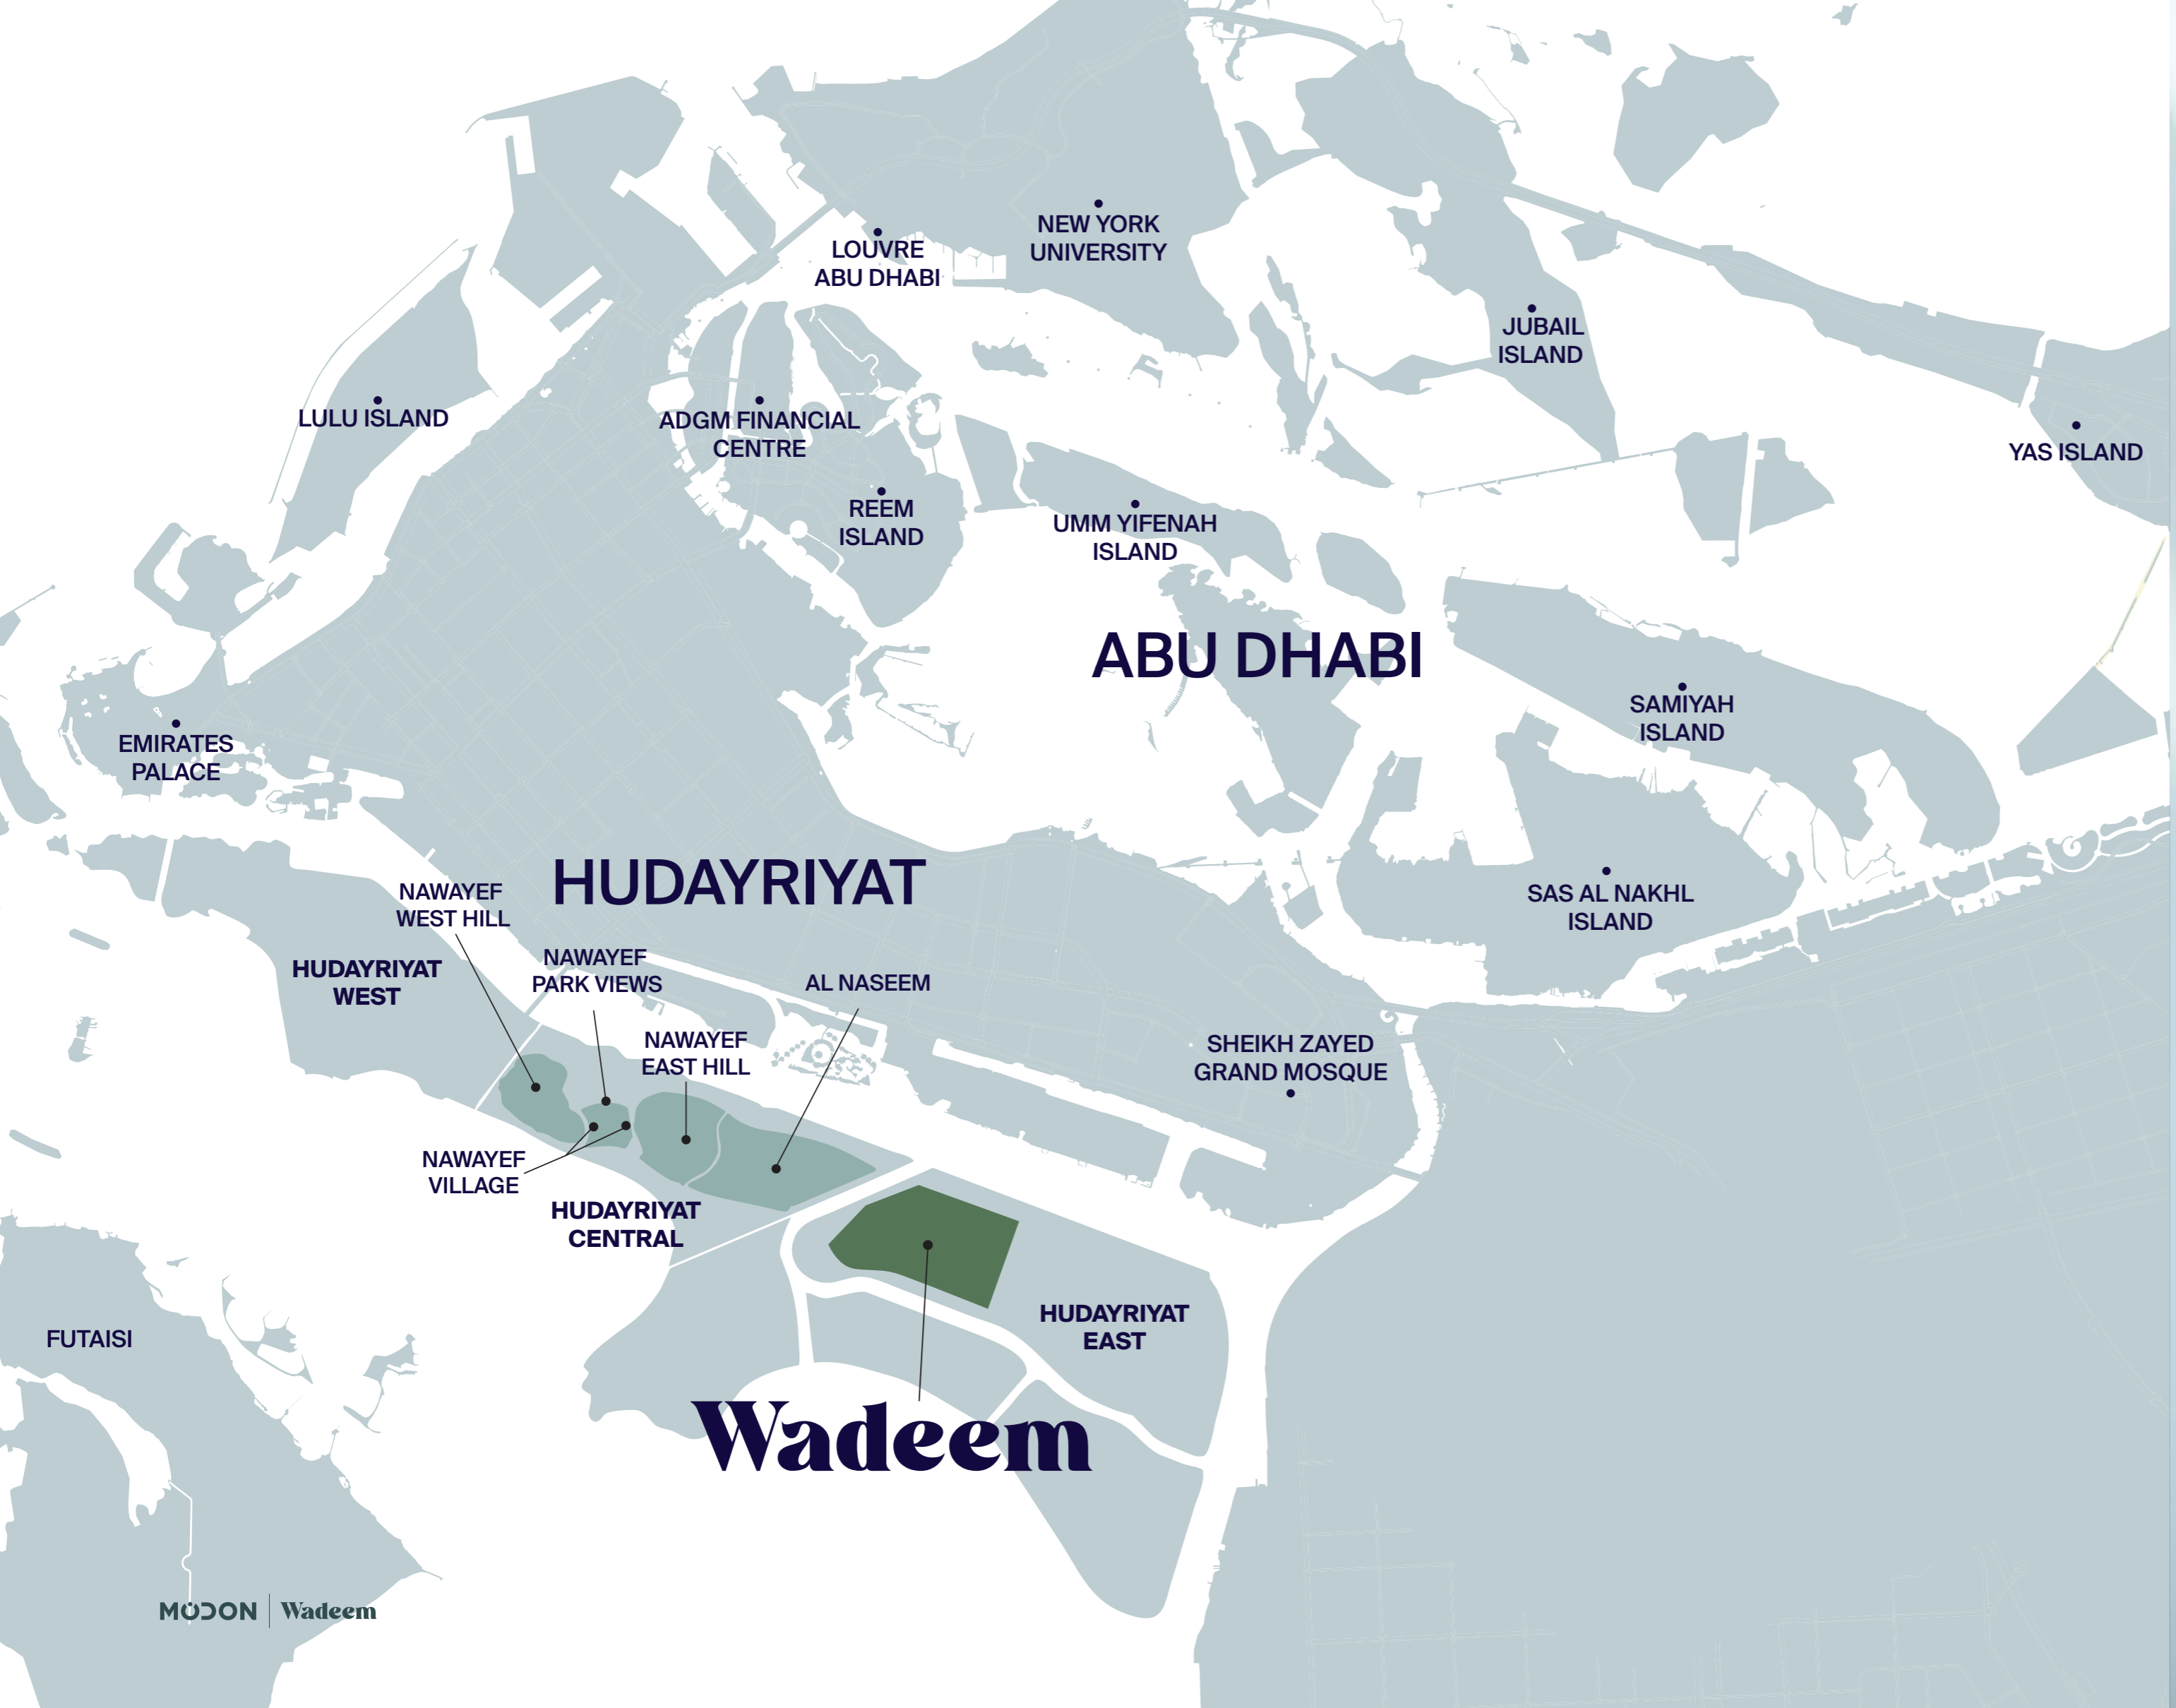 NEW YORK
UNIVERSITY
LOUVRE
ABU DHABI
JUBAIL
ISLAND
LULU ISLAND
ADGM FINANCIAL
CENTRE
YAS ISLAND
REEM
ISLAND
UMM YIFENAH
ISLAND
ABU DHABI
SAMIYAH
ISLAND
EMIRATES
PALACE
HUDAYRIYAT
NAWAYEF
WEST HILL
SAS AL NAKHL
ISLAND
HUDAYRIYAT
WEST
NAWAYEF
PARK VIEWS
AL NASEEM
NAWAYEF
EAST HILL
SHEIKH ZAYED
GRAND MOSQUE
NAWAYEF
VILLAGE
HUDAYRIYAT
CENTRAL
HUDAYRIYAT
EAST
FUTAISI
Wadeem
MODON | Wadeem